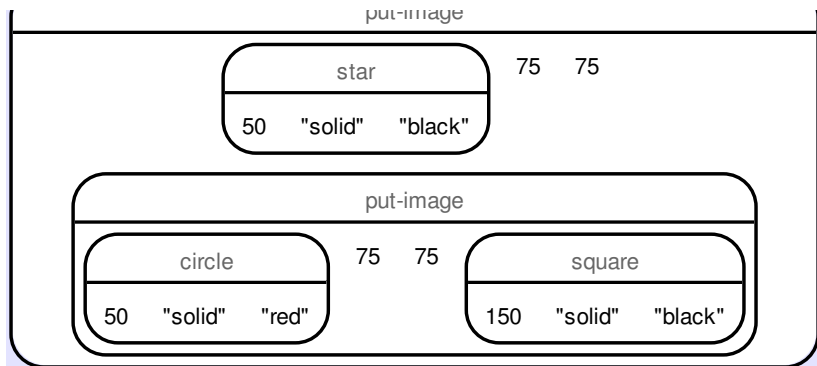 put-image
star 75 75
50 "solid" "black"
put-image
circle 75 75 square
50 "solid" "red" 150 "solid" "black"